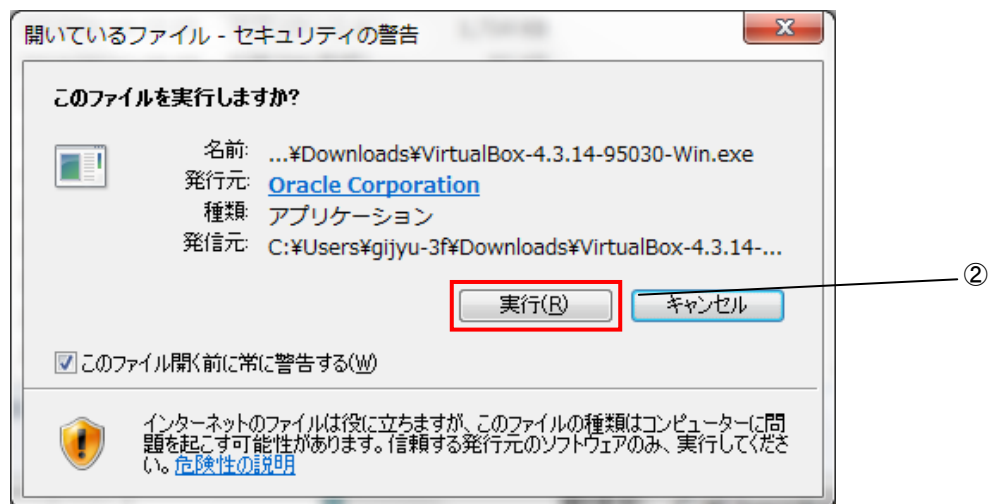 開いているファイル - セキュリティの警告
このファイルを実行しますか?
名前: ...¥Downloads¥VirtualBox-4.3.14-95030-Win.exe
発行元: Oracle Corporation
種類: アプリケーション
発信元: C:¥Users¥gijyu-3f¥Downloads¥VirtualBox-4.3.14-...
実行(R) キャンセル
②
このファイル開く前に常に警告する(W)
インターネットのファイルは役に立ちますが、このファイルの種類はコンピューターに問
題を起こす可能性があります。信頼する発行元のソフトウェアのみ、実行してくださ
い。危険性の説明